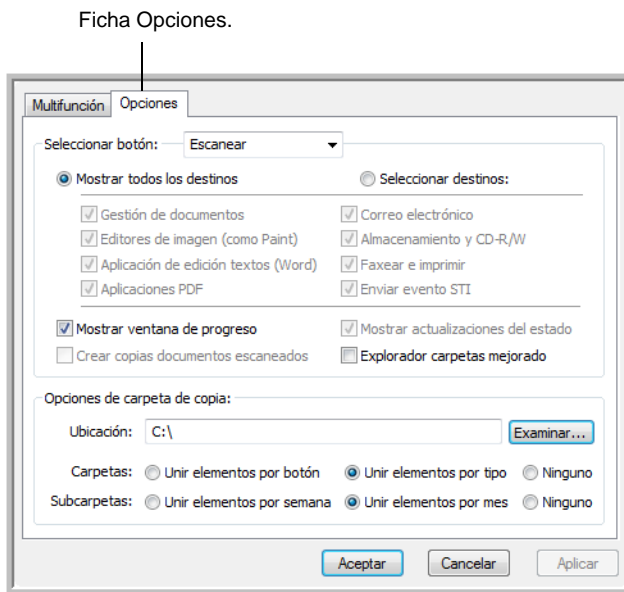 Ficha Opciones.
Multifunción Opciones
Seleccionar botón: Escanear
Mostrar todos los destinos Seleccionar destinos:
Gestión de documentos Correo electrónico
Editores de imagen (como Paint) Almacenamiento y CD-R/W
Aplicación de edición textos (Word) Faxear e imprimir
Aplicaciones PDF Enviar evento STI
Mostrar ventana de progreso Mostrar actualizaciones del estado
Crear copias documentos escaneados Explorador carpetas mejorado
Opciones de carpeta de copia:
Ubicación: C:\ Examinar...
Carpetas: Unir elementos por botón Unir elementos por tipo Ninguno
Subcarpetas: Unir elementos por semana Unir elementos por mes Ninguno
Aceptar Cancelar Aplicar